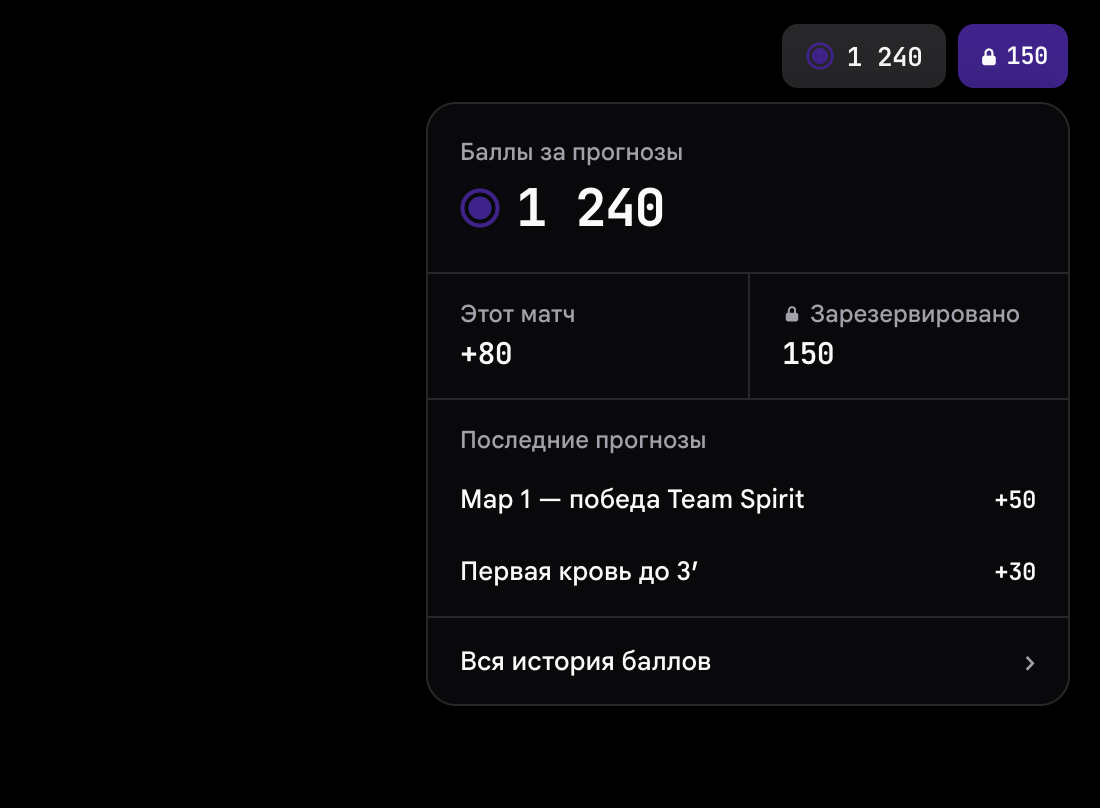 1 240
150
Баллы за прогнозы
1 240
Этот матч
+80
Зарезервировано
150
Последние прогнозы
Мар 1 — победа Team Spirit
+50
Первая кровь до 3′
+30
Вся история баллов